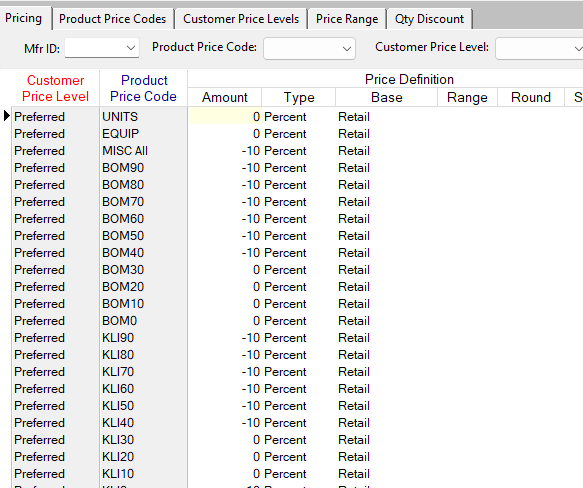 Pricing Product Price Codes Customer Price Levels Price Range Qty Discount
Mfr ID: Product Price Code: Customer Price Level:
Customer Price Level Product Price Code Price Definition
Amount Type Base Range Round S
Preferred UNITS 0 Percent Retail
Preferred EQUIP 0 Percent Retail
Preferred MISC All -10 Percent Retail
Preferred BOM90 -10 Percent Retail
Preferred BOM80 -10 Percent Retail
Preferred BOM70 -10 Percent Retail
Preferred BOM60 -10 Percent Retail
Preferred BOM50 -10 Percent Retail
Preferred BOM40 -10 Percent Retail
Preferred BOM30 0 Percent Retail
Preferred BOM20 0 Percent Retail
Preferred BOM10 0 Percent Retail
Preferred BOM0 0 Percent Retail
Preferred KLI90 -10 Percent Retail
Preferred KLI80 -10 Percent Retail
Preferred KLI70 -10 Percent Retail
Preferred KLI60 -10 Percent Retail
Preferred KLI50 -10 Percent Retail
Preferred KLI40 -10 Percent Retail
Preferred KLI30 0 Percent Retail
Preferred KLI20 0 Percent Retail
Preferred KLI10 0 Percent Retail